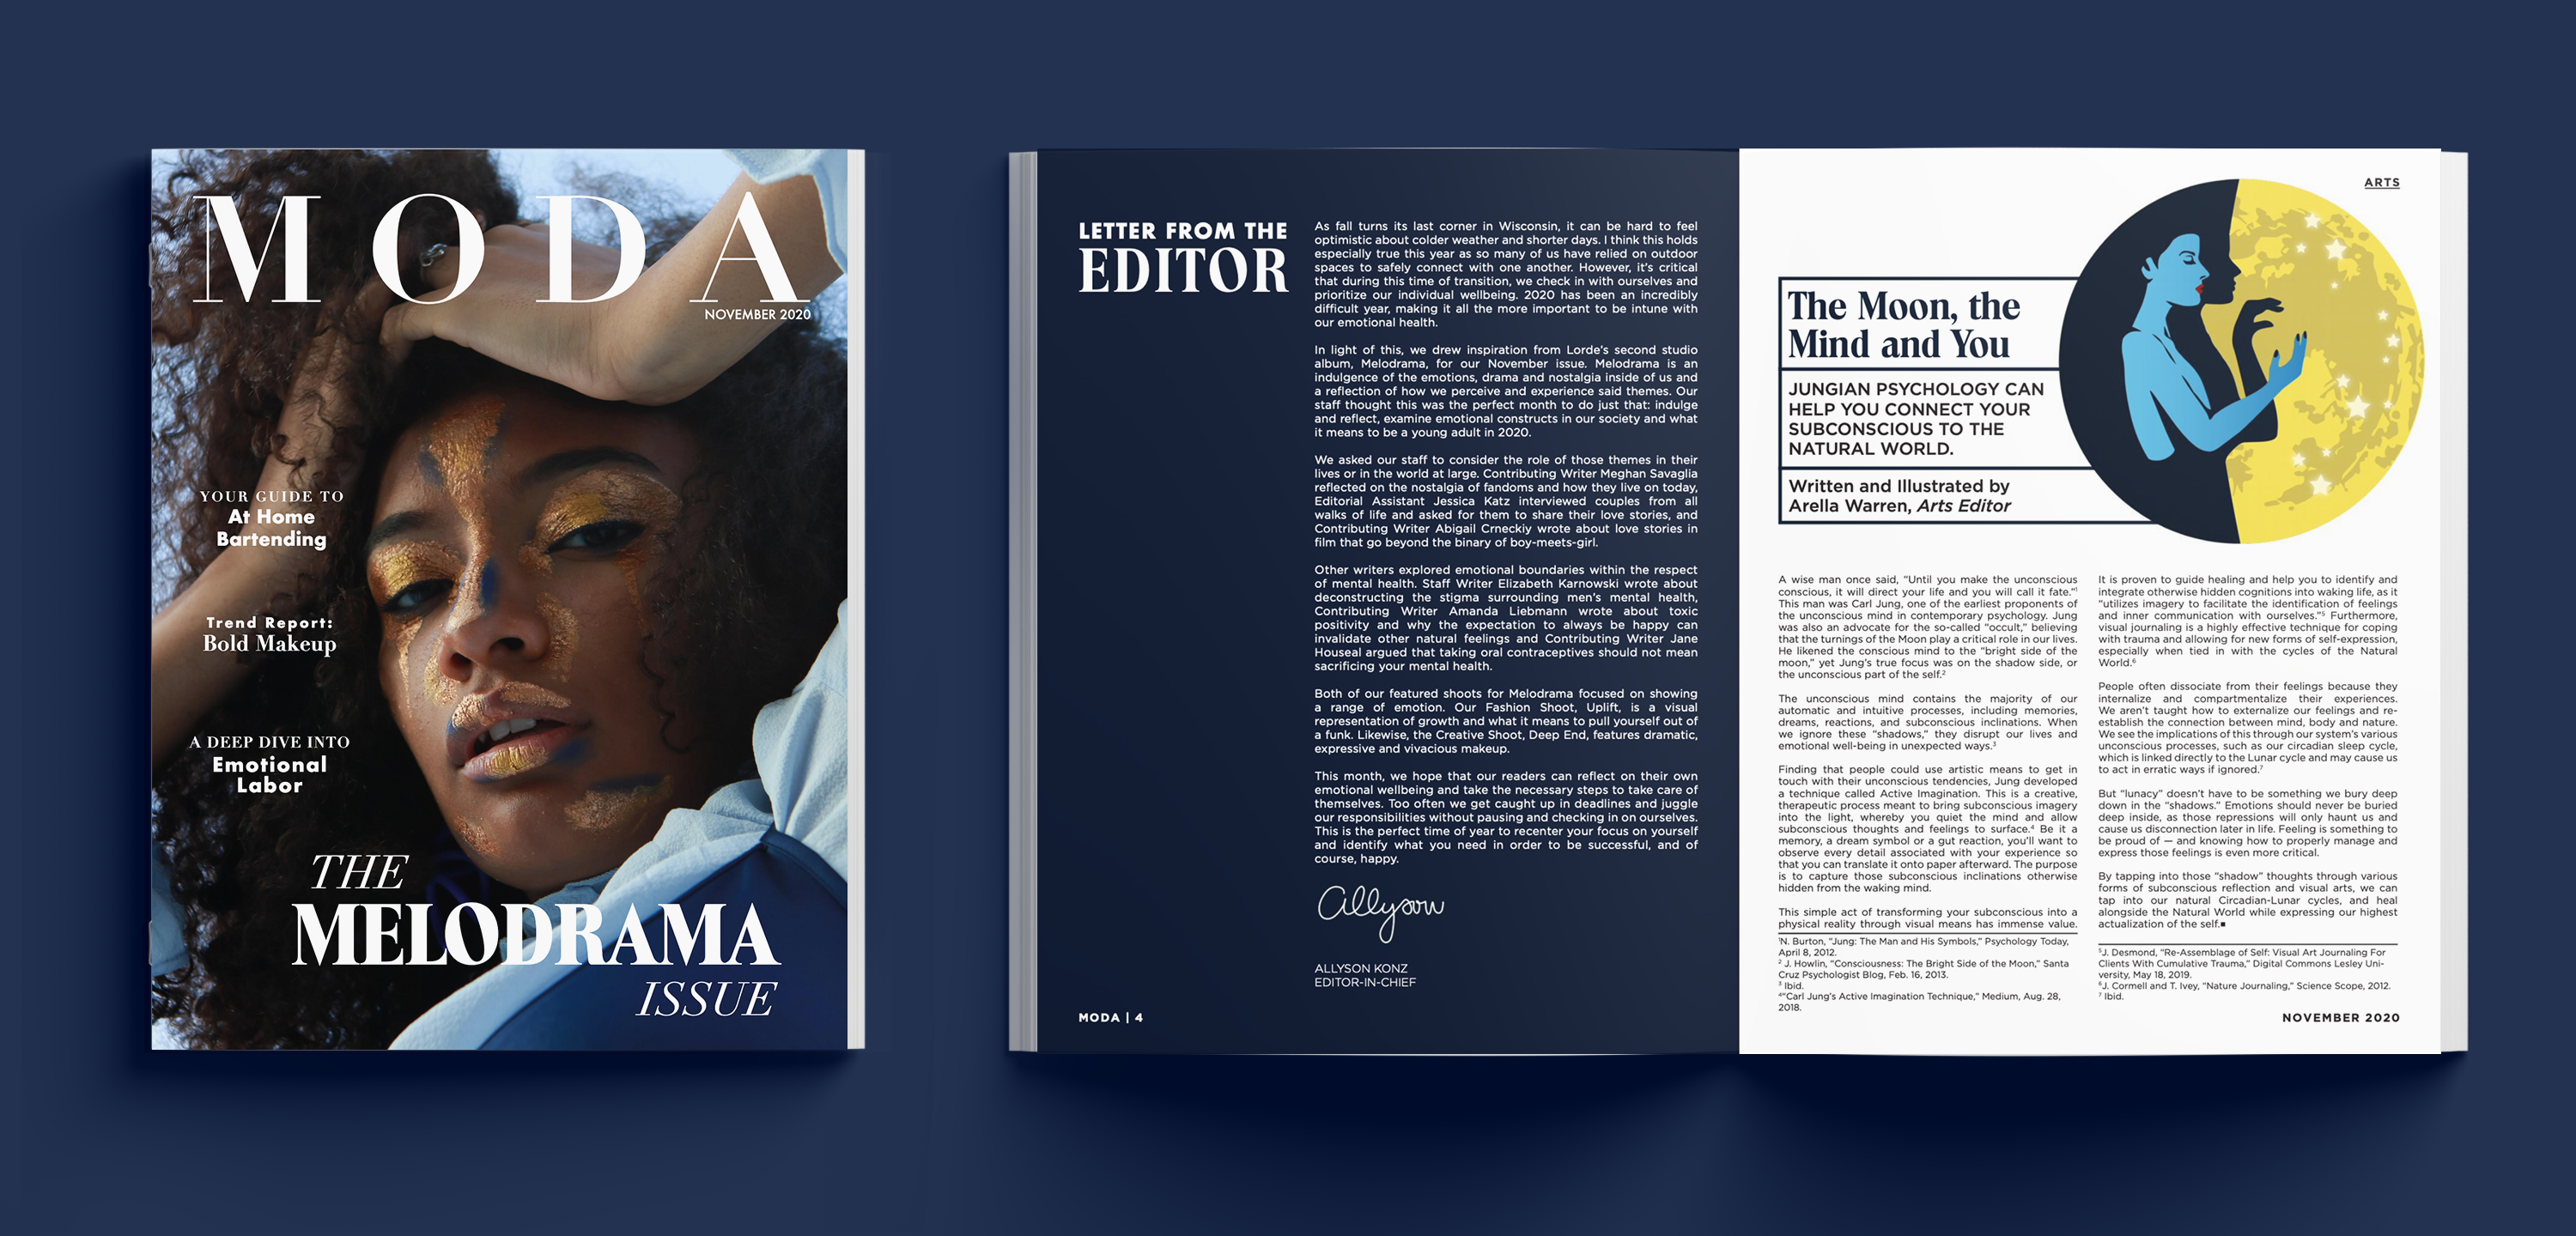 MODA
NOVEMBER 2020
YOUR GUIDE TO
At Home
Bartending
Trend Report:
Bold Makeup
A DEEP DIVE INTO
Emotional
Labor
THE
MELODRAMA
ISSUE
LETTER FROM THE
EDITOR
As fall turns its last corner in Wisconsin, it can be hard to feel
optimistic about colder weather and shorter days. I think this holds
especially true this year as so many of us have relied on outdoor
spaces to safely connect with one another. However, it's critical
that during this time of transition, we check in with ourselves and
prioritize our individual wellbeing. 2020 has been an incredibly
difficult year, making it all the more important to be intune with
our emotional health.
In light of this, we drew inspiration from Lorde's second studio
album, Melodrama, for our November issue. Melodrama is an
indulgence of the emotions, drama and nostalgia inside of us and
a reflection of how we perceive and experience said themes. Our
staff thought this was the perfect month to do just that: indulge
and reflect, examine emotional constructs in our society and what
it means to be a young adult in 2020.
We asked our staff to consider the role of those themes in their
lives or in the world at large. Contributing Writer Meghan Savaglia
reflected on the nostalgia of fandoms and how they live on today,
Editorial Assistant Jessica Katz interviewed couples from all
walks of life and asked for them to share their love stories, and
Contributing Writer Abigail Crneckiy wrote about love stories in
film that go beyond the binary of boy-meets-girl.
Other writers explored emotional boundaries within the respect
of mental health. Staff Writer Elizabeth Karnowski wrote about
deconstructing the stigma surrounding men's mental health,
Contributing Writer Amanda Liebmann wrote about toxic
positivity and why the expectation to always be happy can
invalidate other natural feelings and Contributing Writer Jane
Houseal argued that taking oral contraceptives should not mean
sacrificing your mental health.
Both of our featured shoots for Melodrama focused on showing
a range of emotion. Our Fashion Shoot, Uplift, is a visual
representation of growth and what it means to pull yourself out of
a funk. Likewise, the Creative Shoot, Deep End, features dramatic,
expressive and vivacious makeup.
This month, we hope that our readers can reflect on their own
emotional wellbeing and take the necessary steps to take care of
themselves. Too often we get caught up in deadlines and juggle
our responsibilities without pausing and checking in on ourselves.
This is the perfect time of year to recenter your focus on yourself
and identify what you need in order to be successful, and of
course, happy.
Allyson
ALLYSON KONZ
EDITOR-IN-CHIEF
MODA | 4
ARTS
The Moon, the
Mind and You
JUNGIAN PSYCHOLOGY CAN
HELP YOU CONNECT YOUR
SUBCONSCIOUS TO THE
NATURAL WORLD.
Written and Illustrated by
Arella Warren, Arts Editor
A wise man once said, "Until you make the unconscious
conscious, it will direct your life and you will call it fate."¹
This man was Carl Jung, one of the earliest proponents of
the unconscious mind in contemporary psychology. Jung
was also an advocate for the so-called "occult," believing
that the turnings of the Moon play a critical role in our lives.
He likened the conscious mind to the "bright side of the
moon," yet Jung's true focus was on the shadow side, or
the unconscious part of the self.²
The unconscious mind contains the majority of our
automatic and intuitive processes, including memories,
dreams, reactions, and subconscious inclinations. When
we ignore these "shadows," they disrupt our lives and
emotional well-being in unexpected ways.³
Finding that people could use artistic means to get in
touch with their unconscious tendencies, Jung developed
a technique called Active Imagination. This is a creative,
therapeutic process meant to bring subconscious imagery
into the light, whereby you quiet the mind and allow
subconscious thoughts and feelings to surface.⁴ Be it a
memory, a dream symbol or a gut reaction, you'll want to
observe every detail associated with your experience so
that you can translate it onto paper afterward. The purpose
is to capture those subconscious inclinations otherwise
hidden from the waking mind.
This simple act of transforming your subconscious into a
physical reality through visual means has immense value.
¹N. Burton, "Jung: The Man and His Symbols," Psychology Today,
April 8, 2012.
² J. Howlin, "Consciousness: The Bright Side of the Moon," Santa
Cruz Psychologist Blog, Feb. 16, 2013.
³ Ibid.
⁴"Carl Jung's Active Imagination Technique," Medium, Aug. 28,
2018.
It is proven to guide healing and help you to identify and
integrate otherwise hidden cognitions into waking life, as it
"utilizes imagery to facilitate the identification of feelings
and inner communication with ourselves."⁵ Furthermore,
visual journaling is a highly effective technique for coping
with trauma and allowing for new forms of self-expression,
especially when tied in with the cycles of the Natural
World.⁶
People often dissociate from their feelings because they
internalize and compartmentalize their experiences.
We aren't taught how to externalize our feelings and re-
establish the connection between mind, body and nature.
We see the implications of this through our system's various
unconscious processes, such as our circadian sleep cycle,
which is linked directly to the Lunar cycle and may cause us
to act in erratic ways if ignored.⁷
But "lunacy" doesn't have to be something we bury deep
down in the "shadows." Emotions should never be buried
deep inside, as those repressions will only haunt us and
cause us disconnection later in life. Feeling is something to
be proud of — and knowing how to properly manage and
express those feelings is even more critical.
By tapping into those "shadow" thoughts through various
forms of subconscious reflection and visual arts, we can
tap into our natural Circadian-Lunar cycles, and heal
alongside the Natural World while expressing our highest
actualization of the self.■
⁵J. Desmond, "Re-Assemblage of Self: Visual Art Journaling For
Clients With Cumulative Trauma," Digital Commons Lesley Uni-
versity, May 18, 2019.
⁶J. Cormell and T. Ivey, "Nature Journaling," Science Scope, 2012.
⁷ Ibid.
NOVEMBER 2020